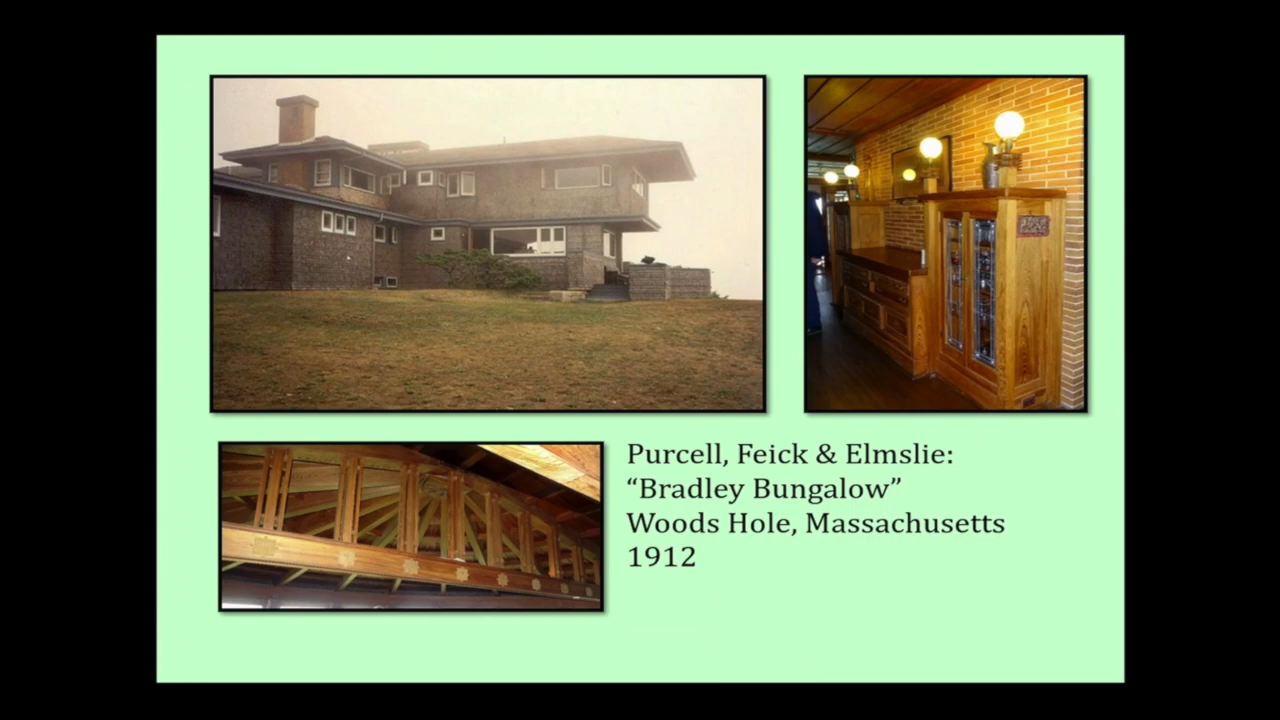 Purcell, Feick & Elmslie:
“Bradley Bungalow”
Woods Hole, Massachusetts
1912